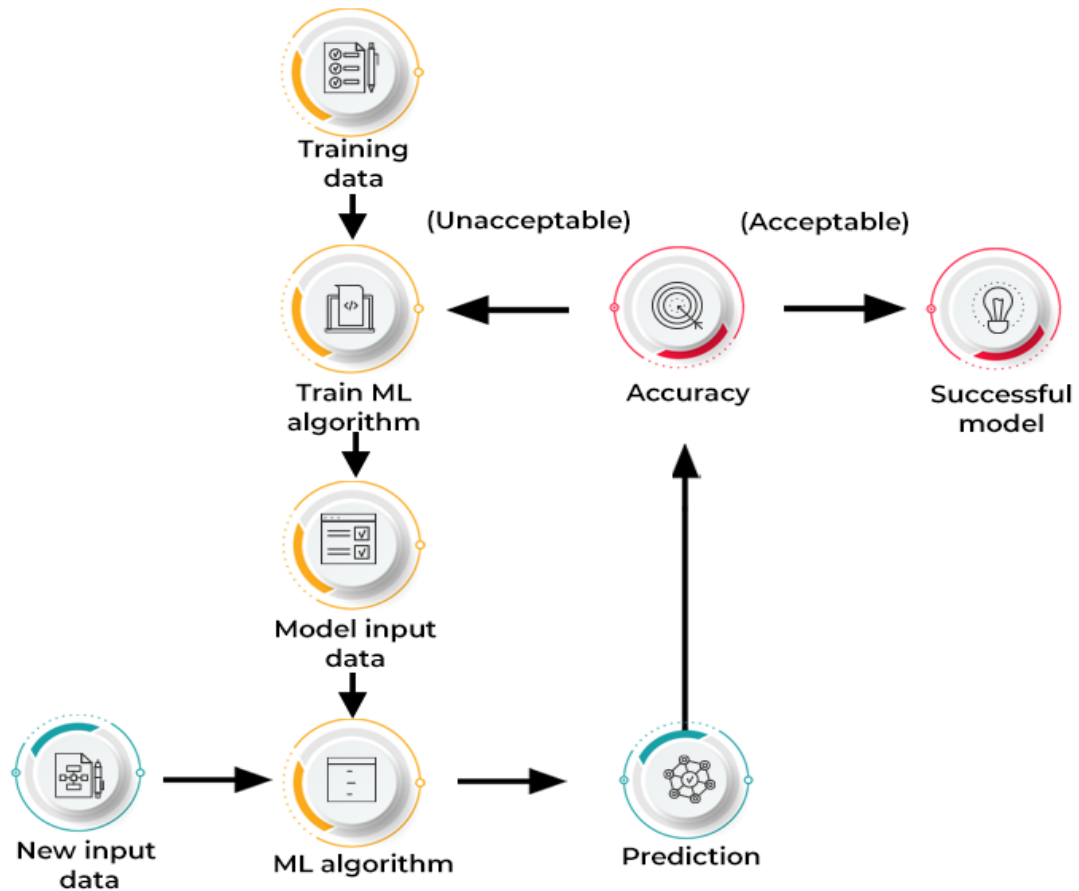 Training
data
(Unacceptable)
(Acceptable)
Train ML
algorithm
Accuracy
Successful
model
Model input
data
New input
data
ML algorithm
Prediction